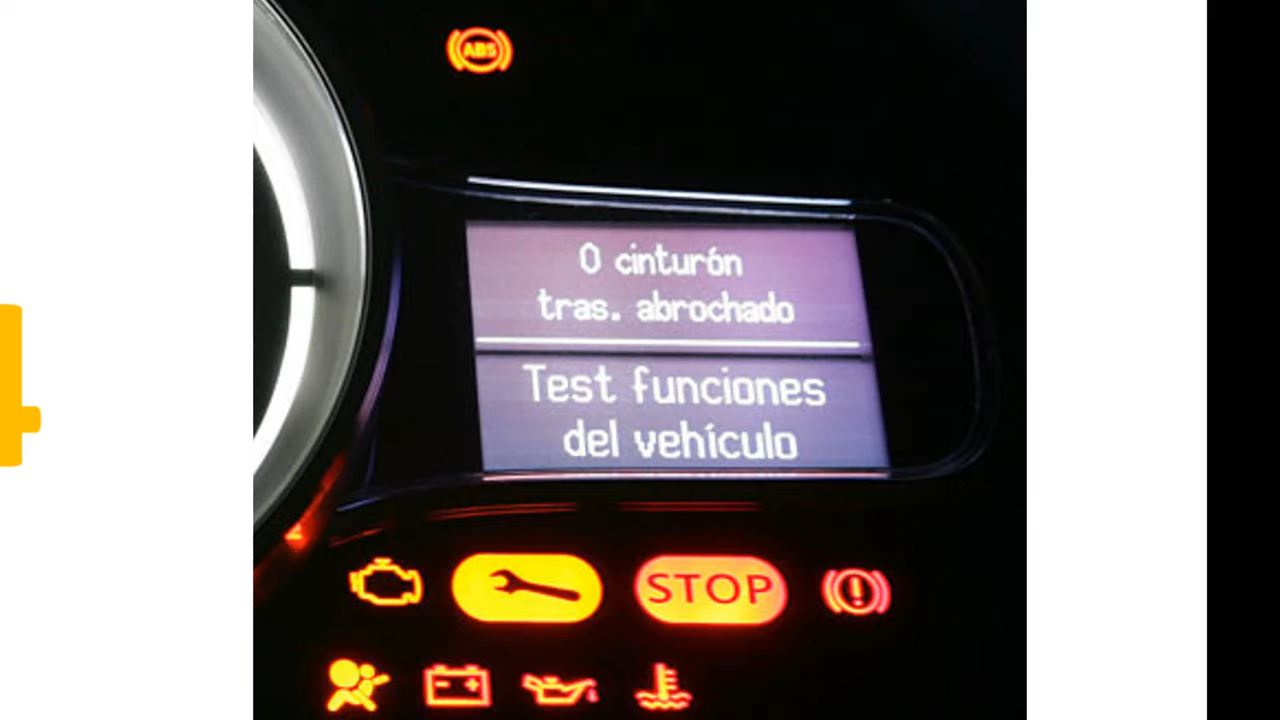 ABS
0 cinturón
tras. abrochado
Test funciones
del vehículo
STOP